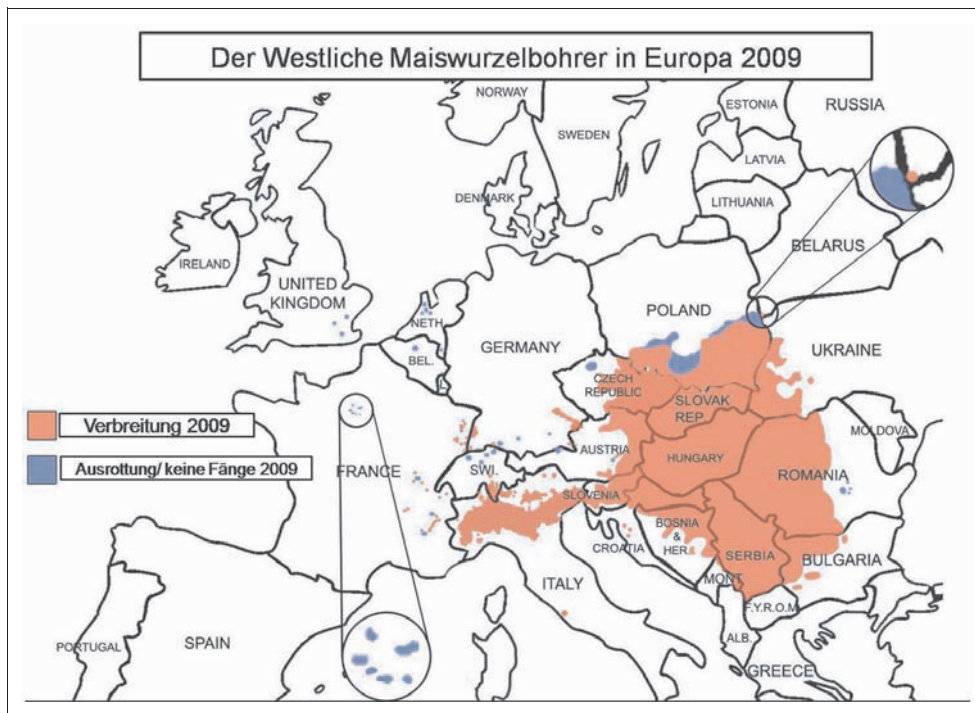 Der Westliche Maiswurzelbohrer in Europa 2009
NORWAY
ESTONIA
RUSSIA
SWEDEN
LATVIA
DENMARK
LITHUANIA
BELARUS
IRELAND
UNITED
KINGDOM
POLAND
NETH.
GERMANY
UKRAINE
BEL.
L.
CZECH
REPUBLIC
SLOVAK
REP.
Verbreitung 2009
MOLDOVA
AUSTRIA
HUNGARY
Ausrottung/ keine Fänge 2009
FRANCE
SWI.
ROMANIA
SLOVENIA
BOSNIA
&
HER.
CROATIA
SERBIA
BULGARIA
ITALY
MONT.
F.Y.R.O.M.
PORTUGAL
SPAIN
ALB.
GREECE